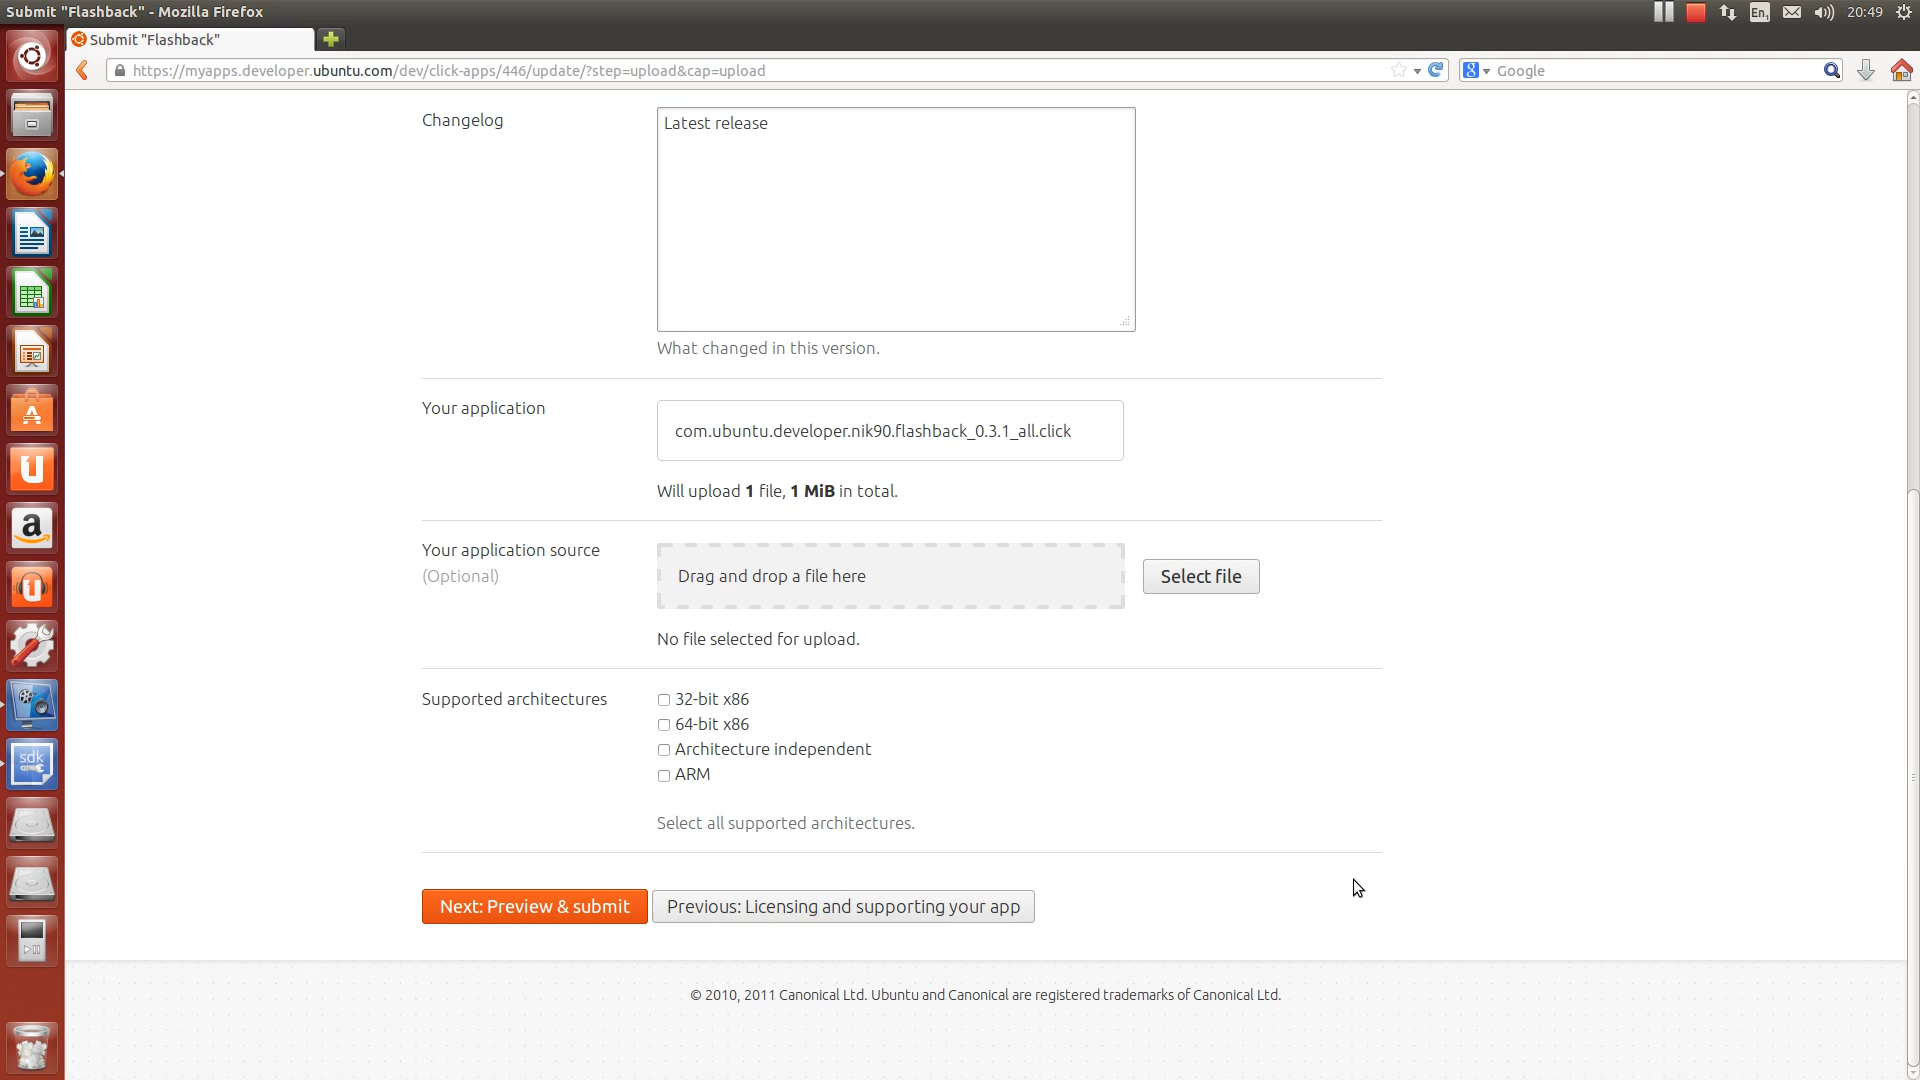 Submit "Flashback" - Mozilla Firefox
En1
20:49
Submit "Flashback"
https://myapps.developer.ubuntu.com/dev/click-apps/446/update/?step=upload&cap=upload
8
Google
Changelog
Latest release
What changed in this version.
Your application
com.ubuntu.developer.nik90.flashback_0.3.1_all.click
Will upload 1 file, 1 MiB in total.
Your application source
(Optional)
Drag and drop a file here
Select file
No file selected for upload.
Supported architectures
32-bit x86
64-bit x86
Architecture independent
ARM
Select all supported architectures.
Next: Preview & submit
Previous: Licensing and supporting your app
© 2010, 2011 Canonical Ltd. Ubuntu and Canonical are registered trademarks of Canonical Ltd.
A
U
a
U
sdk